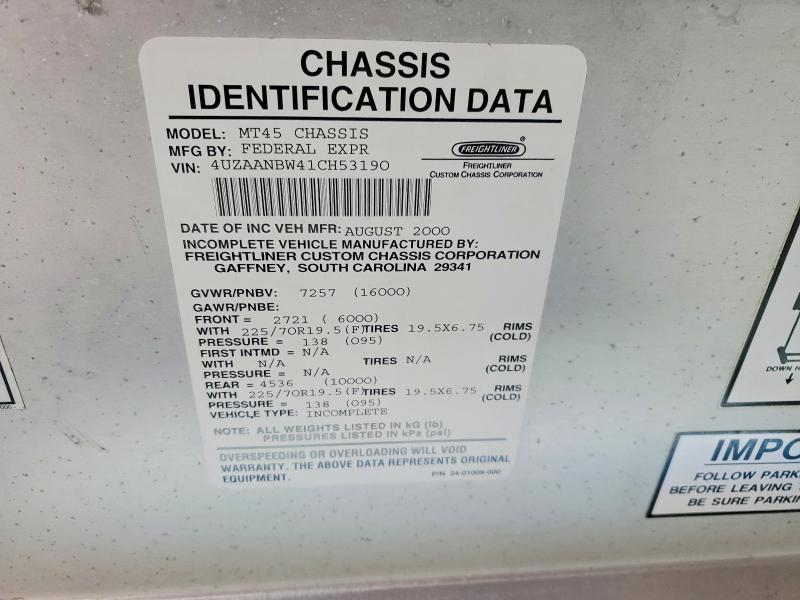 CHASSIS
IDENTIFICATION DATA
MODEL: MT45 CHASSIS
MFG BY: FEDERAL EXPR
VIN: 4UZAANBW41CH53190
FREIGHTLINER
FREIGHTLINER
CUSTOM CHASSIS CORPORATION
DATE OF INC VEH MFR: AUGUST 2000
INCOMPLETE VEHICLE MANUFACTURED BY:
FREIGHTLINER CUSTOM CHASSIS CORPORATION
GAFFNEY, SOUTH CAROLINA 29341
GVWR/PNBV: 7257 (16000)
GAWR/PNBE:
FRONT = 2721 ( 6000)
WITH 225/70R19.5(F)TIRES 19.5X6.75 RIMS
PRESSURE = 138 (095) (COLD)
FIRST INTMD = N/A
WITH N/A TIRES N/A RIMS
PRESSURE = N/A (COLD)
REAR = 4536 (10000)
WITH 225/70R19.5(F)TIRES 19.5X6.75 RIMS
PRESSURE = 138 (095) (COLD)
VEHICLE TYPE: INCOMPLETE
NOTE: ALL WEIGHTS LISTED IN kG (lb)
PRESSURES LISTED IN kPa (psi)
OVERSPEEDING OR OVERLOADING WILL VOID
WARRANTY. THE ABOVE DATA REPRESENTS ORIGINAL
EQUIPMENT. P/N 24-01009-000
DOWN
IMPO
FOLLOW PARK
BEFORE LEAVING
BE SURE PARKIN